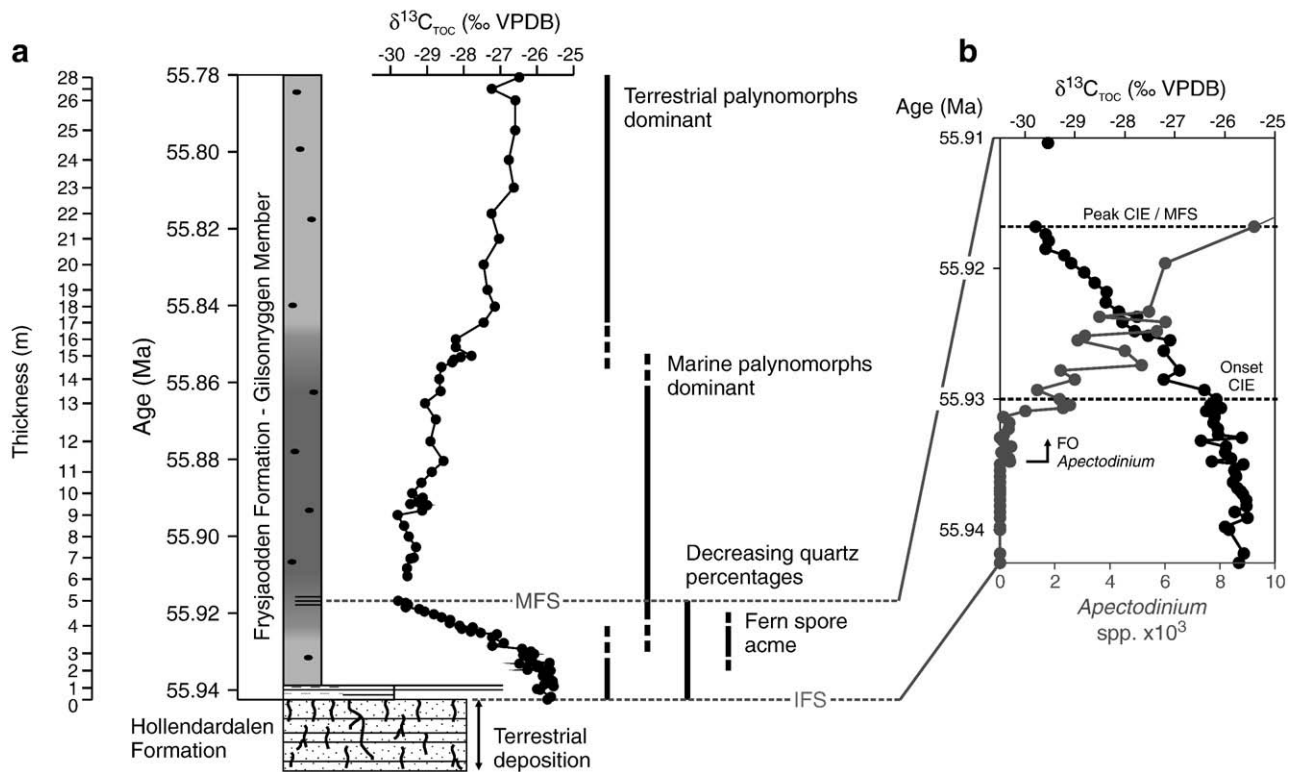 a
δ13CTOC (‰ VPDB)
-30 -29 -28 -27 -26 -25
Thickness (m)
28
26
25
24
23
22
21
20
19
18
17
16
15
14
13
12
11
10
9
8
7
6
5
4
3
2
1
0
Age (Ma)
55.78
55.80
55.82
55.84
55.86
55.88
55.90
55.92
55.94
Frysjaodden Formation - Gilsonryggen Member
Terrestrial palynomorphs
dominant
Marine palynomorphs
dominant
Decreasing quartz
percentages
MFS
Fern spore
acme
IFS
Hollendardalen
Formation
Terrestrial
deposition
b
δ13CTOC (‰ VPDB)
Age (Ma)
-30 -29 -28 -27 -26 -25
55.91
55.92
55.93
55.94
Peak CIE / MFS
Onset
CIE
FO
Apectodinium
0 2 4 6 8 10
Apectodinium
spp. x10³